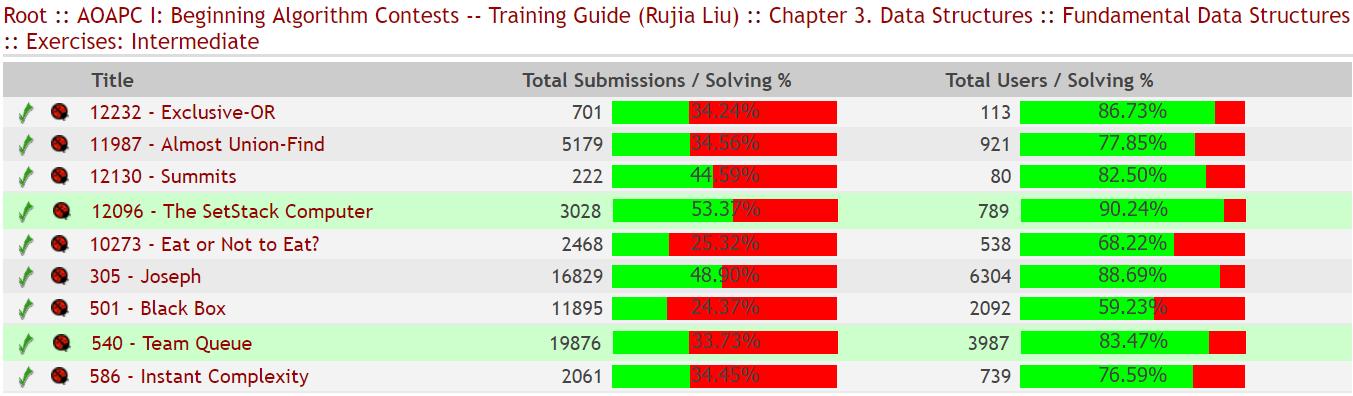 Root :: AOAPC I: Beginning Algorithm Contests -- Training Guide (Rujia Liu) :: Chapter 3. Data Structures :: Fundamental Data Structures
:: Exercises: Intermediate
Title Total Submissions / Solving % Total Users / Solving %
12232 - Exclusive-OR 701 34.24% 113 86.73%
11987 - Almost Union-Find 5179 34.56% 921 77.85%
12130 - Summits 222 44.59% 80 82.50%
12096 - The SetStack Computer 3028 53.37% 789 90.24%
10273 - Eat or Not to Eat? 2468 25.32% 538 68.22%
305 - Joseph 16829 48.90% 6304 88.69%
501 - Black Box 11895 24.37% 2092 59.23%
540 - Team Queue 19876 33.73% 3987 83.47%
586 - Instant Complexity 2061 34.45% 739 76.59%